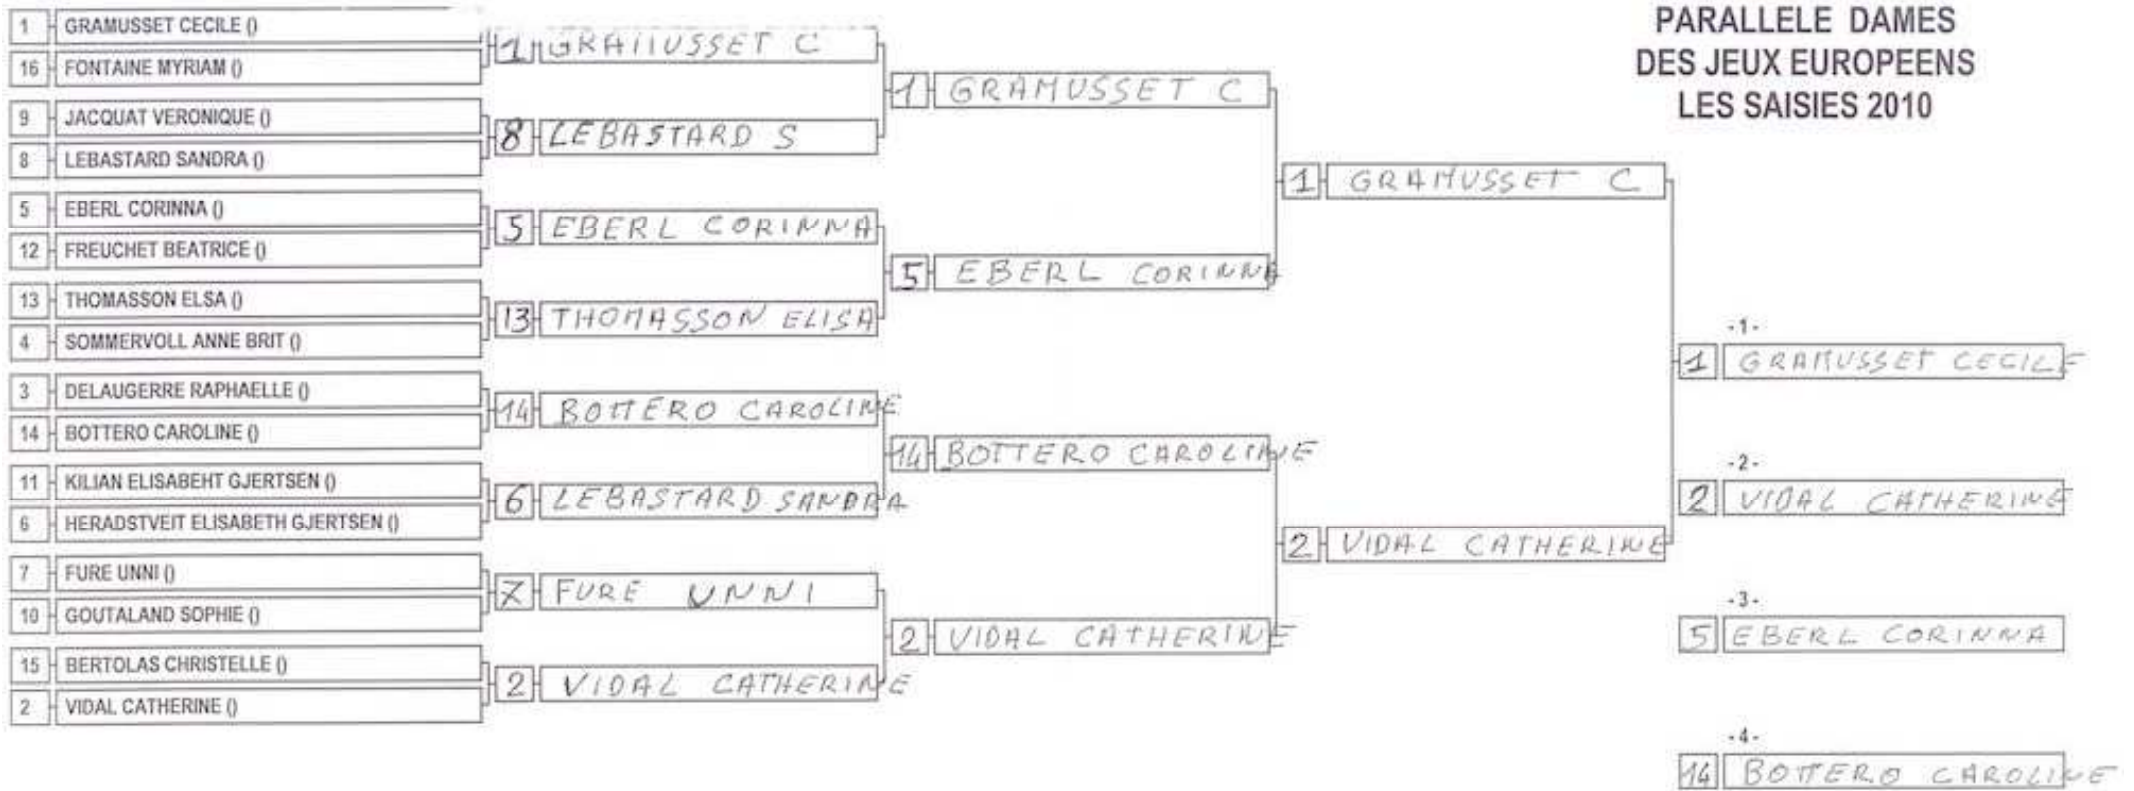 PARALLELE DAMES
DES JEUX EUROPEENS
LES SAISIES 2010
1 GRAMUSSET CECILE ()
16 FONTAINE MYRIAM ()
9 JACQUAT VERONIQUE ()
8 LEBASTARD SANDRA ()
5 EBERL CORINNA ()
12 FREUCHET BEATRICE ()
13 THOMASSON ELSA ()
4 SOMMERVOLL ANNE BRIT ()
3 DELAUGERRE RAPHAELLE ()
14 BOTTERO CAROLINE ()
11 KILIAN ELISABEHT GJERTSEN ()
6 HERADSTVEIT ELISABETH GJERTSEN ()
7 FURE UNNI ()
10 GOUTALAND SOPHIE ()
15 BERTOLAS CHRISTELLE ()
2 VIDAL CATHERINE ()
1 GRAMUSSET C
8 LEBASTARD S
5 EBERL CORINNA
13 THOMASSON ELISA
14 BOTTERO CAROLINE
6 LEBASTARD SANDRA
7 FURE UNNI
2 VIDAL CATHERINE
1 GRAMUSSET C
5 EBERL CORINNA
14 BOTTERO CAROLINE
2 VIDAL CATHERINE
1 GRAMUSSET C
2 VIDAL CATHERINE
-1-
1 GRAMUSSET CECILE
-2-
2 VIDAL CATHERINE
-3-
5 EBERL CORINNA
-4-
14 BOTTERO CAROLINE